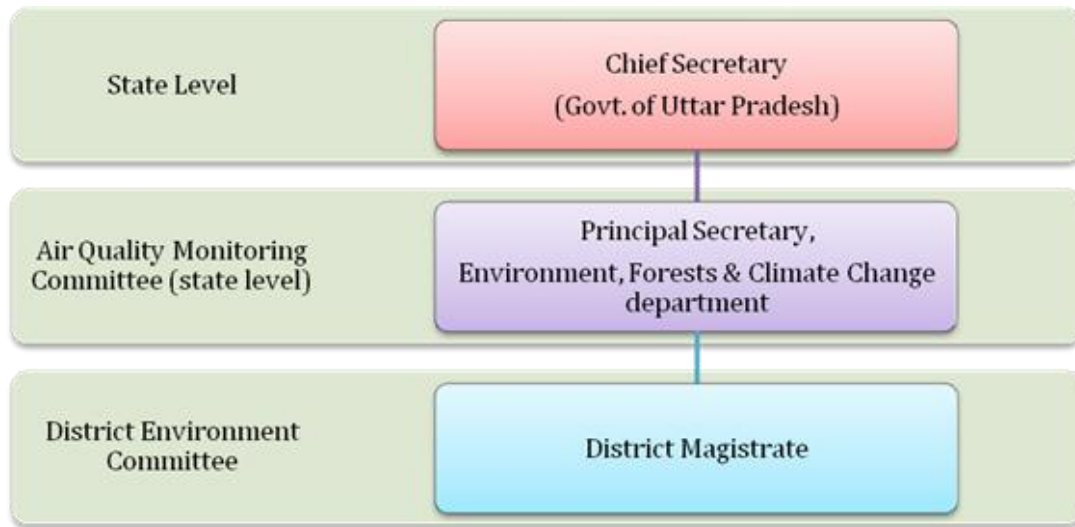 State Level
Chief Secretary
(Govt. of Uttar Pradesh)
Air Quality Monitoring
Committee (state level)
Principal Secretary,
Environment, Forests & Climate Change
department
District Environment
Committee
District Magistrate